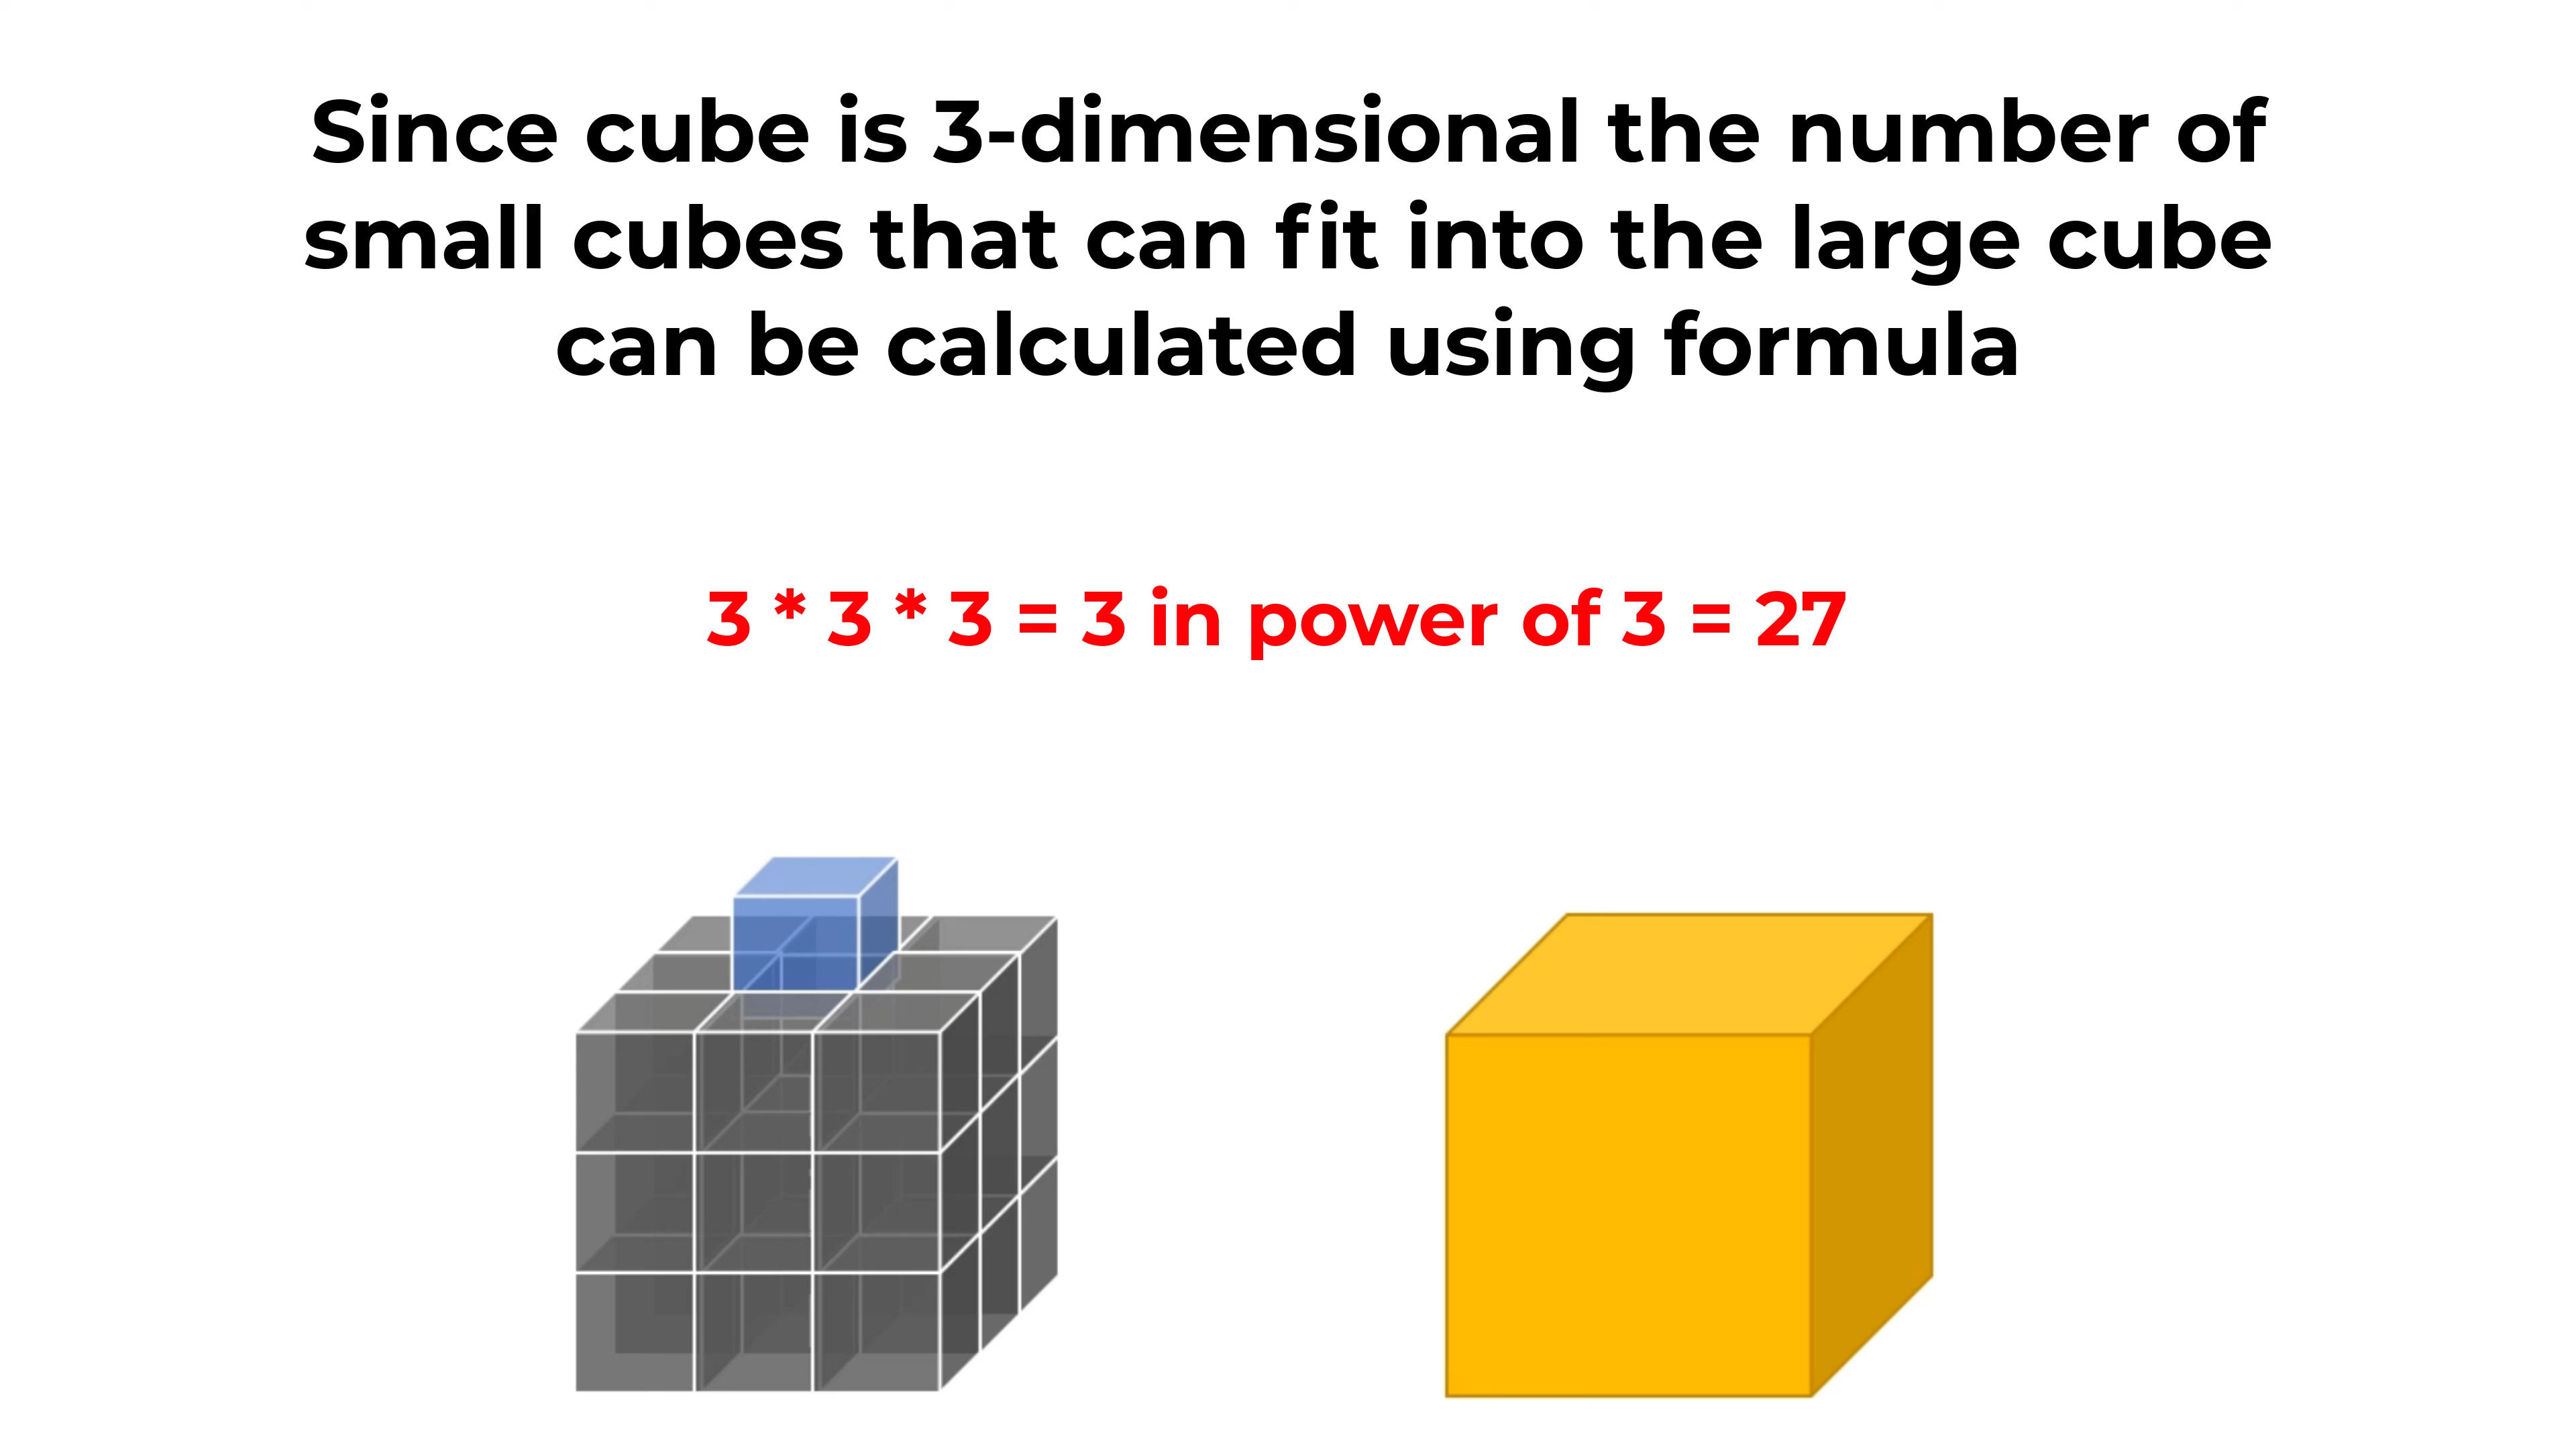 Since cube is 3-dimensional the number of
small cubes that can fit into the large cube
can be calculated using formula
3 * 3 * 3 = 3 in power of 3 = 27